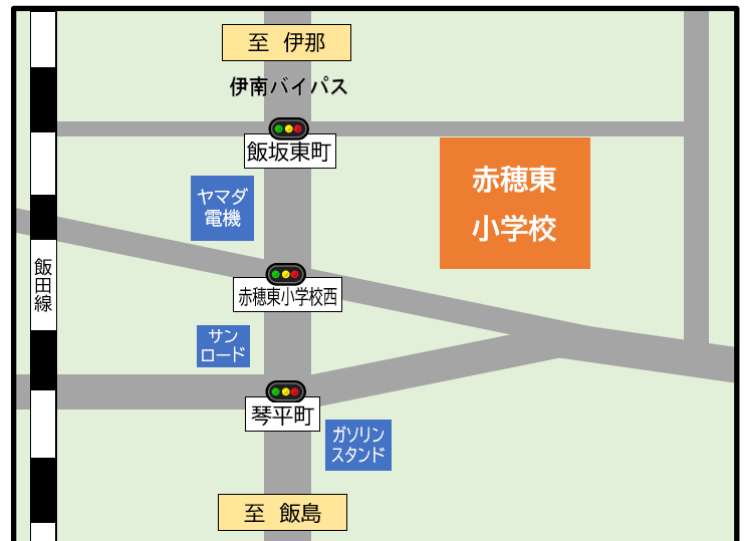 至 伊那
伊南バイパス
飯坂東町
ヤマダ
電機
赤穂東
小学校
飯田線
赤穂東小学校西
サン
ロード
琴平町
ガソリン
スタンド
至 飯島